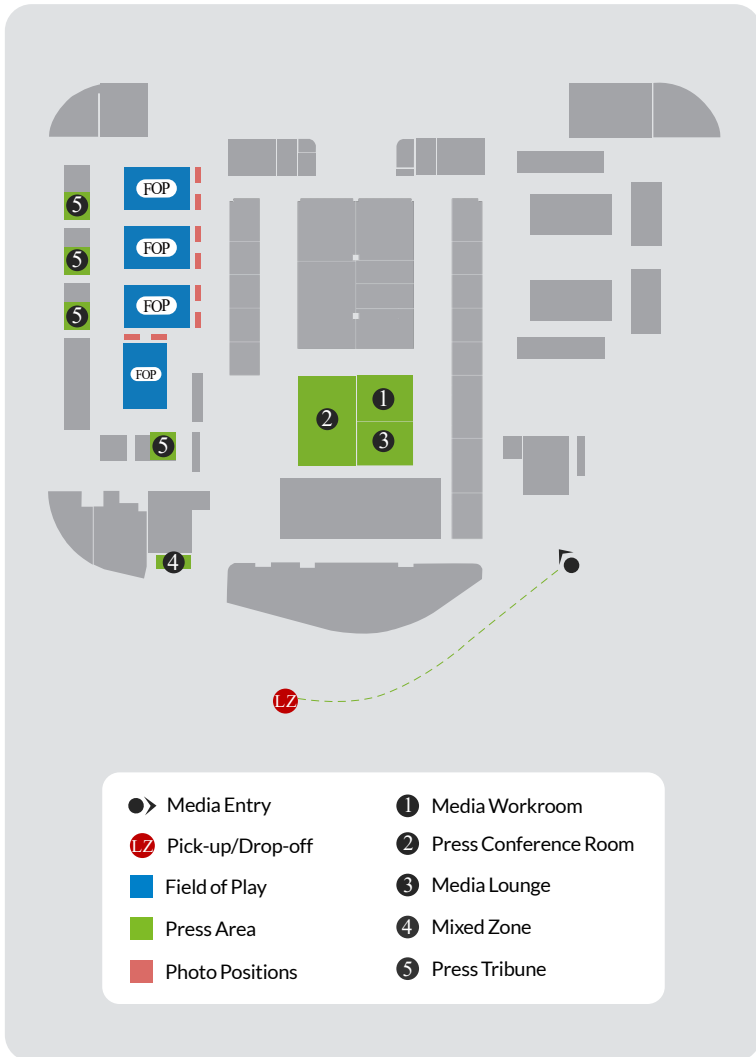 FOP
5
FOP
5
FOP
5
FOP
1
2
3
5
4
LZ
Media Entry
LZ Pick-up/Drop-off
Field of Play
Press Area
Photo Positions
1 Media Workroom
2 Press Conference Room
3 Media Lounge
4 Mixed Zone
5 Press Tribune